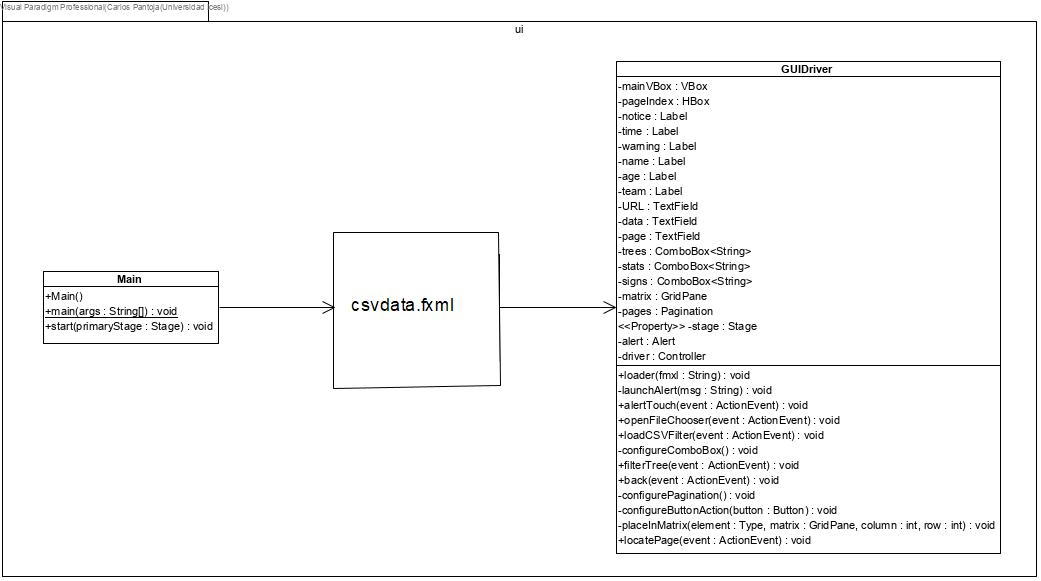 Visual Paradigm Professional(Carlos Pantoja(Universidad Icesi))
ui
Main
+Main()
+main(args : String[]) : void
+start(primaryStage : Stage) : void
csvdata.fxml
GUIDriver
-mainVBox : VBox
-pageIndex : HBox
-notice : Label
-time : Label
-warning : Label
-name : Label
-age : Label
-team : Label
-URL : TextField
-data : TextField
-page : TextField
-trees : ComboBox<String>
-stats : ComboBox<String>
-signs : ComboBox<String>
-matrix : GridPane
-pages : Pagination
<<Property>> -stage : Stage
-alert : Alert
-driver : Controller
+loader(fmxl : String) : void
-launchAlert(msg : String) : void
+alertTouch(event : ActionEvent) : void
+openFileChooser(event : ActionEvent) : void
+loadCSVFilter(event : ActionEvent) : void
-configureComboBox() : void
+filterTree(event : ActionEvent) : void
+back(event : ActionEvent) : void
-configurePagination() : void
-configureButtonAction(button : Button) : void
-placeInMatrix(element : Type, matrix : GridPane, column : int, row : int) : void
+locatePage(event : ActionEvent) : void